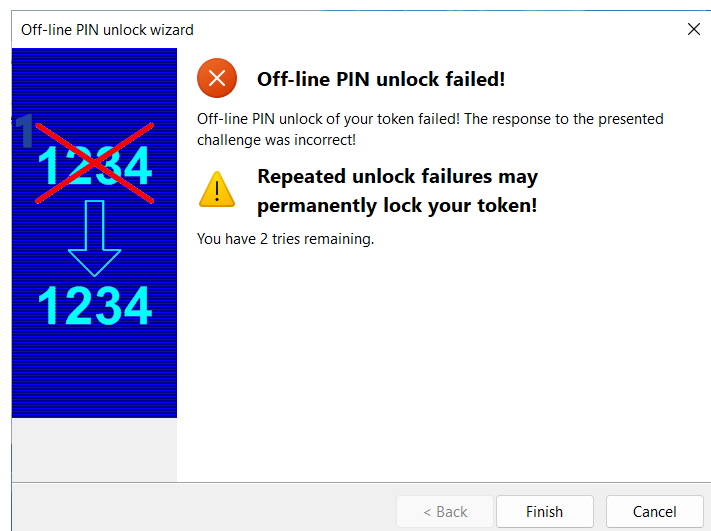 Off-line PIN unlock wizard
Off-line PIN unlock failed!
Off-line PIN unlock of your token failed! The response to the presented
challenge was incorrect!
Repeated unlock failures may
permanently lock your token!
You have 2 tries remaining.
1
1234
1234
< Back
Finish
Cancel